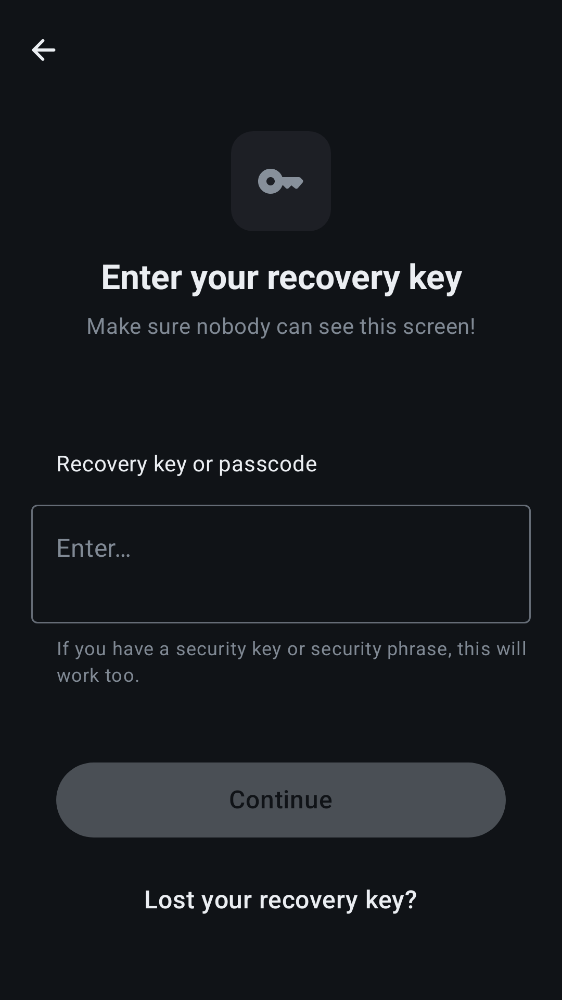 Enter your recovery key
Make sure nobody can see this screen!
Recovery key or passcode
Enter…
If you have a security key or security phrase, this will
work too.
Continue
Lost your recovery key?